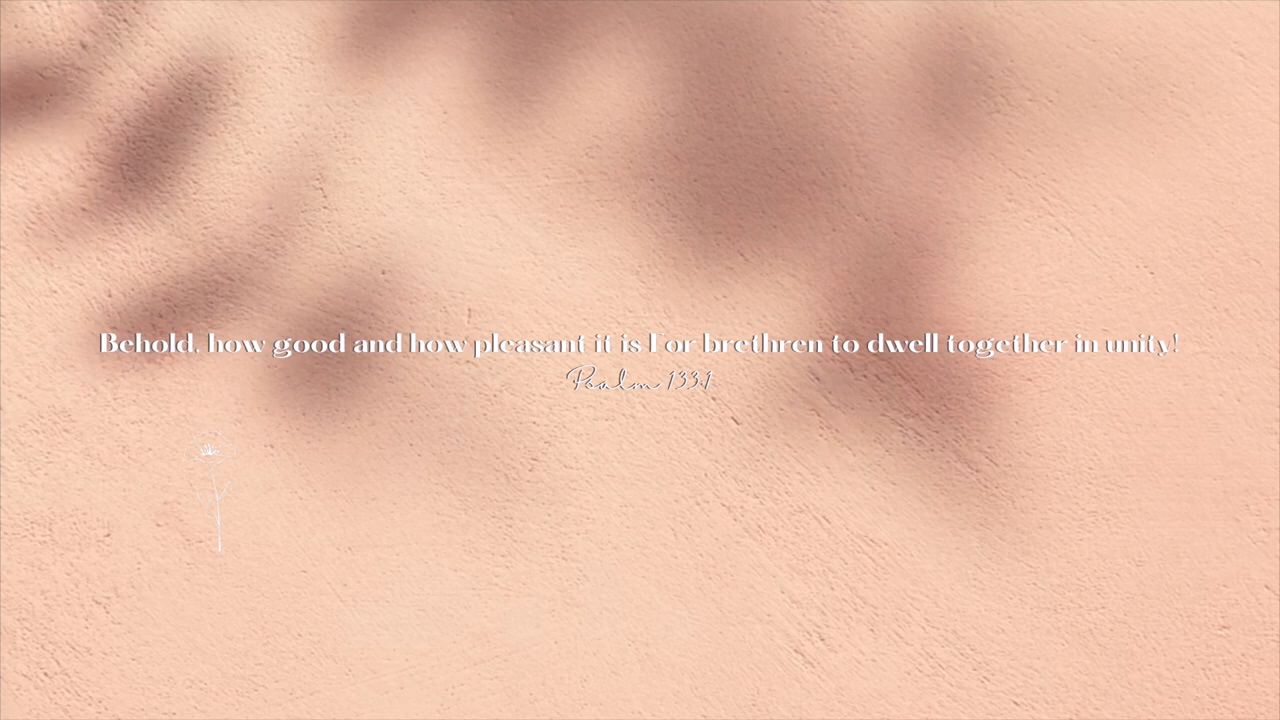 Behold, how good and how pleasant it is For brethren to dwell together in unity!
Psalm 133:1